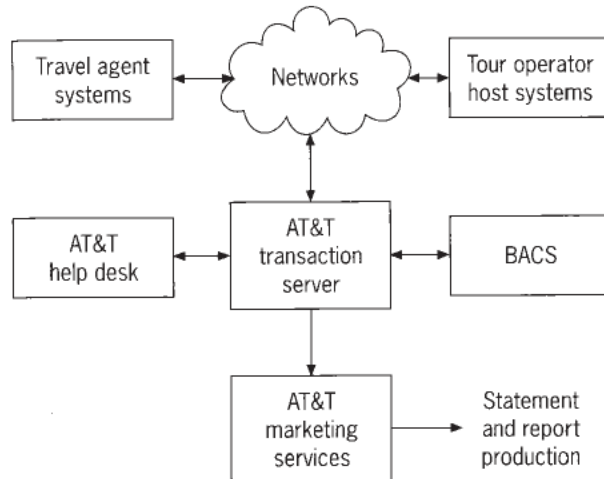 Travel agent
systems
Networks
Tour operator
host systems
AT&T
help desk
AT&T
transaction
server
BACS
AT&T
marketing
services
Statement
and report
production